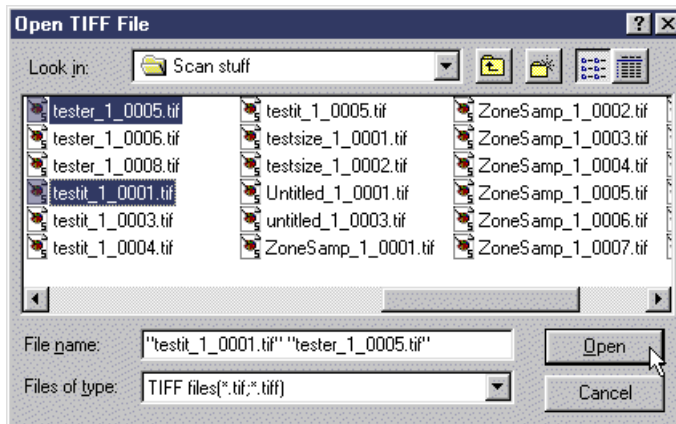 Open TIFF File
Look in: Scan stuff
tester_1_0005.tif testit_1_0005.tif ZoneSamp_1_0002.tif
tester_1_0006.tif testsize_1_0001.tif ZoneSamp_1_0003.tif
tester_1_0008.tif testsize_1_0002.tif ZoneSamp_1_0004.tif
testit_1_0001.tif Untitled_1_0001.tif ZoneSamp_1_0005.tif
testit_1_0003.tif untitled_1_0003.tif ZoneSamp_1_0006.tif
testit_1_0004.tif ZoneSamp_1_0001.tif ZoneSamp_1_0007.tif
File name: "testit_1_0001.tif" "tester_1_0005.tif" Open
Files of type: TIFF files(*.tif;*.tiff) Cancel